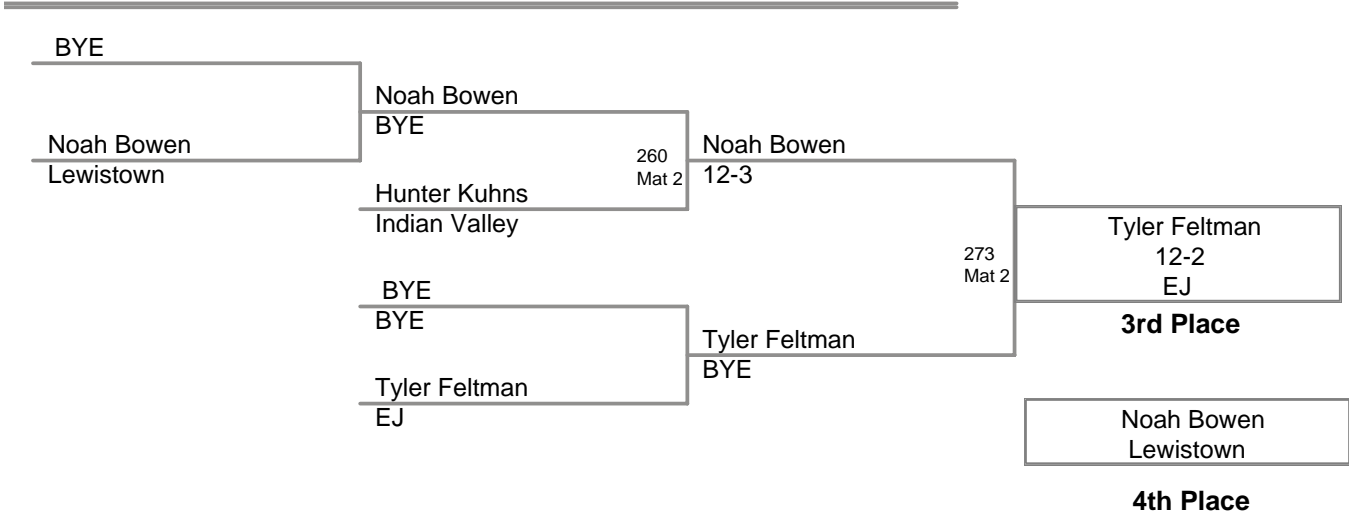 BYE
Noah Bowen
Lewistown
Noah Bowen
BYE
Hunter Kuhns
Indian Valley
260
Mat 2
Noah Bowen
12-3
BYE
BYE
Tyler Feltman
EJ
Tyler Feltman
BYE
273
Mat 2
Tyler Feltman
12-2
EJ
3rd Place
Noah Bowen
Lewistown
4th Place